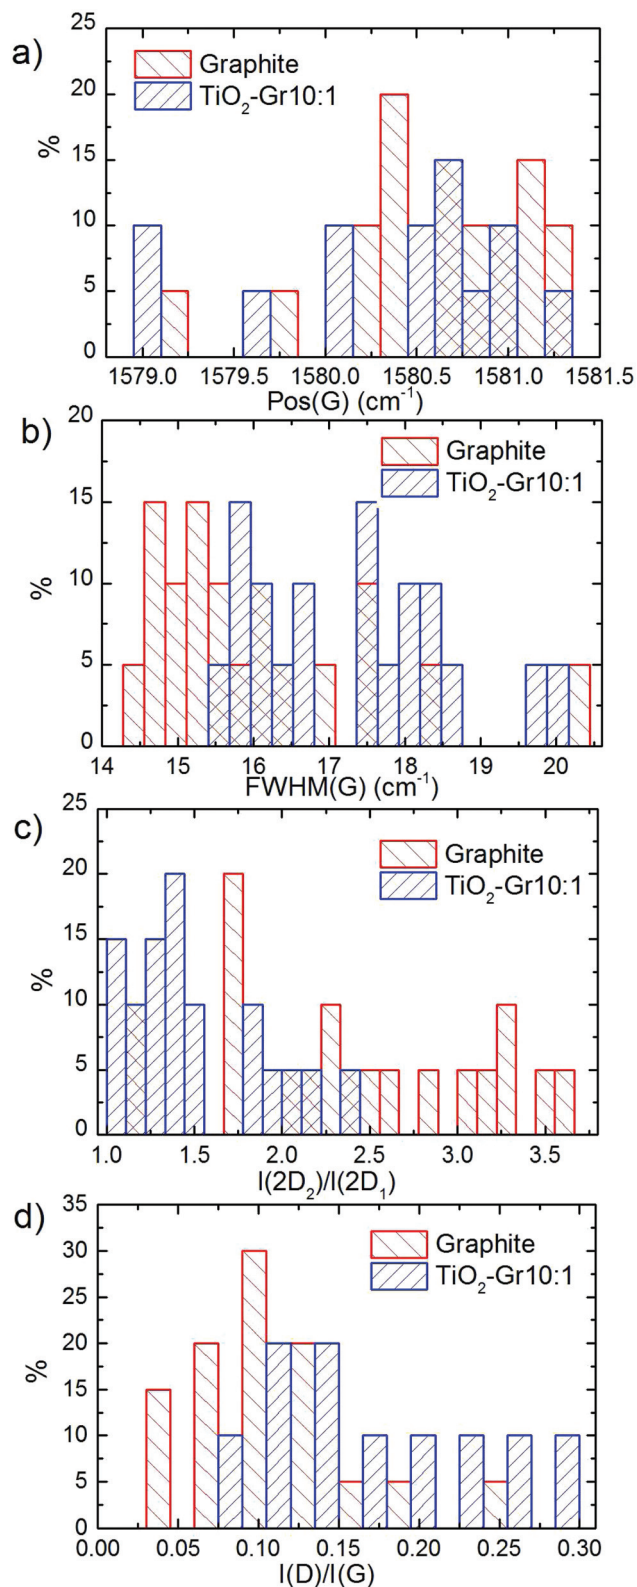 a)
25
20
15
10
5
0
%
Graphite
TiO2-Gr10:1
1579.0 1579.5 1580.0 1580.5 1581.0 1581.5
Pos(G) (cm-1)
b)
20
15
10
5
0
%
Graphite
TiO2-Gr10:1
14 15 16 17 18 19 20
FWHM(G) (cm-1)
c)
25
20
15
10
5
0
%
Graphite
TiO2-Gr10:1
1.0 1.5 2.0 2.5 3.0 3.5
I(2D2)/I(2D1)
d)
35
30
25
20
15
10
5
0
%
Graphite
TiO2-Gr10:1
0.00 0.05 0.10 0.15 0.20 0.25 0.30
I(D)/I(G)